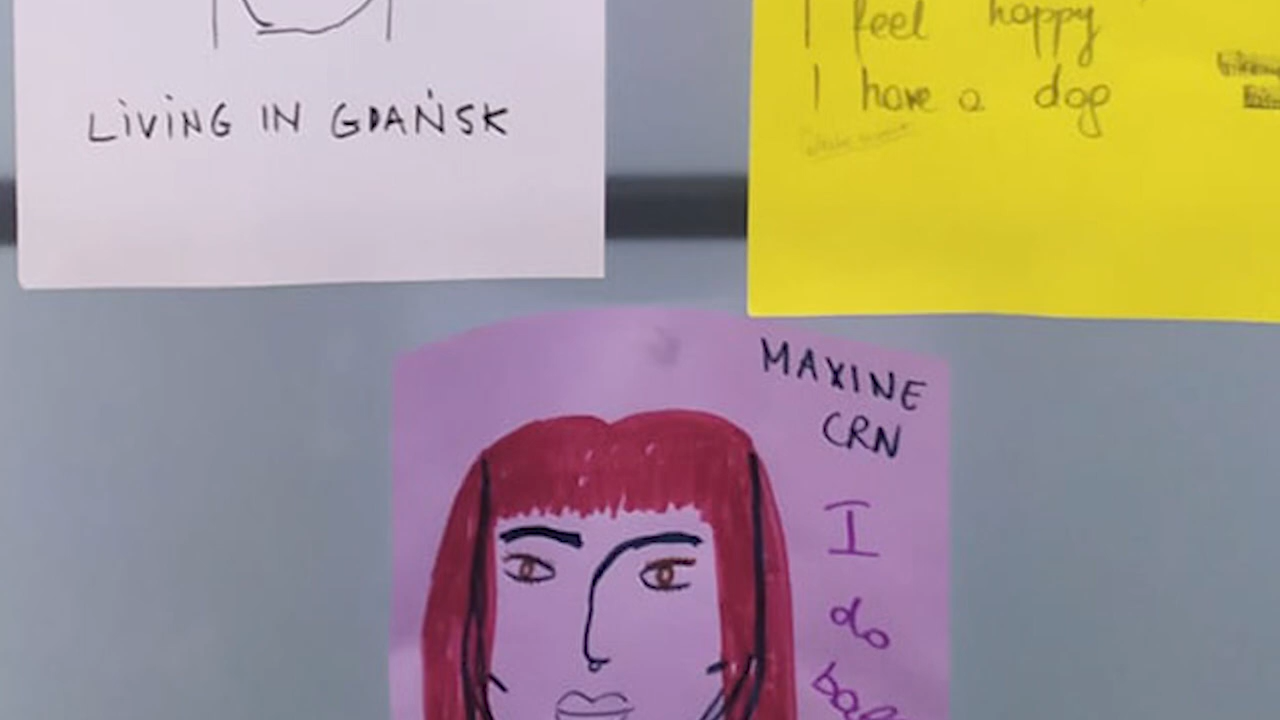 LiViNG IN GDAŃSK
I feel happy
I have a dog
MAXINE
CRN
I
do